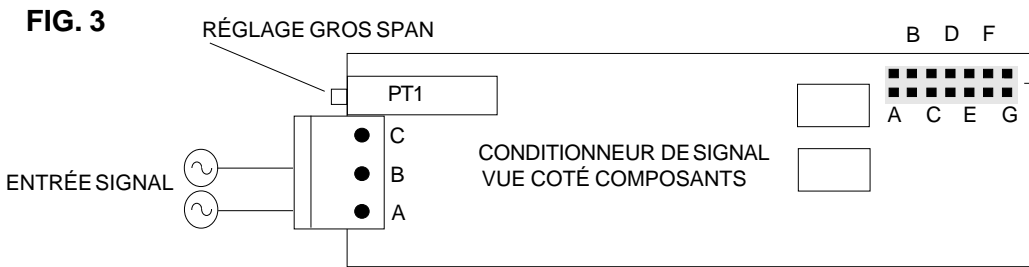 FIG. 3
RÉGLAGE GROS SPAN
B D F
PT1
A C E G
C
CONDITIONNEUR DE SIGNAL
ENTRÉE SIGNAL
B
VUE COTÉ COMPOSANTS
A